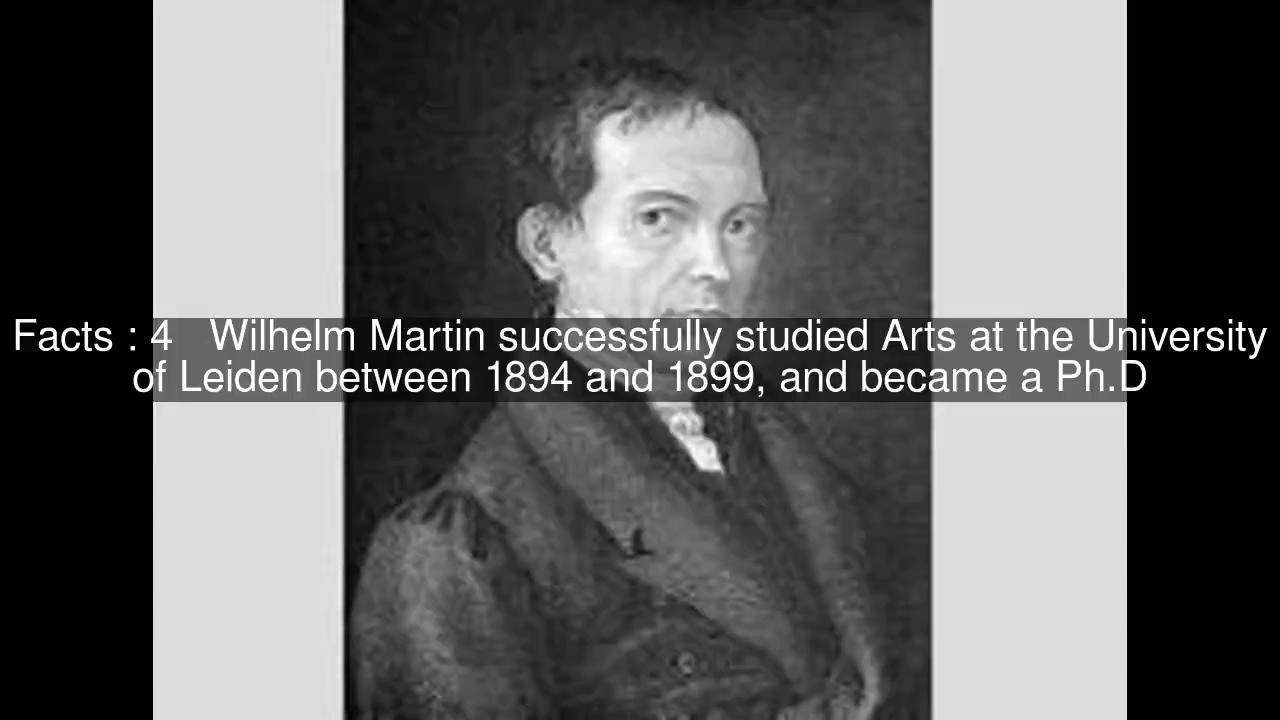 Facts : 4   Wilhelm Martin successfully studied Arts at the University
of Leiden between 1894 and 1899, and became a Ph.D